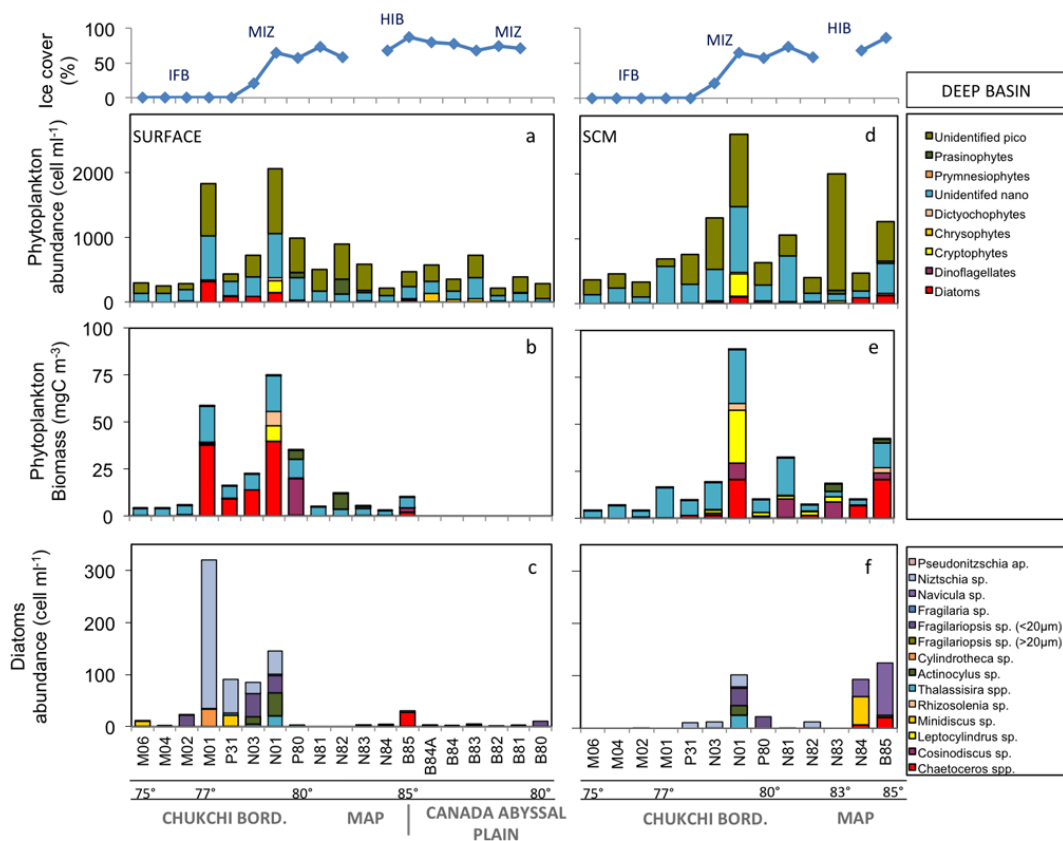 MIZ HIB MIZ
IFB
Ice cover (%)
100
50
0
MIZ HIB
IFB
100
50
0
DEEP BASIN
SURFACE a
Phytoplankton abundance (cell ml-1)
2000
1000
0
SCM d
Unidentified pico
Prasinophytes
Prymnesiophytes
Unidentifed nano
Dictyochophytes
Chrysophytes
Cryptophytes
Dinoflagellates
Diatoms
b
Phytoplankton Biomass (mgC m-3)
100
75
50
25
0
e
c
Diatoms abundance (cell ml-1)
300
200
100
0
f
Pseudonitzschia ap.
Niztschia sp.
Navicula sp.
Fragilaria sp.
Fragilariopsis sp. (<20µm)
Fragilariopsis sp. (>20µm)
Cylindrotheca sp.
Actinocylus sp.
Thalassisira spp.
Rhizosolenia sp.
Minidiscus sp.
Leptocylindrus sp.
Cosinodiscus sp.
Chaetoceros spp.
M06 M04 M02 M01 P31 N03 N01 P80 N81 N82 N83 N84 B85 B84A B84 B83 B82 B81 B80
75° 77° 80° 85° 80°
CHUKCHI BORD. MAP CANADA ABYSSAL PLAIN
M06 M04 M02 M01 P31 N03 N01 P80 N81 N82 N83 N84 B85
75° 77° 80° 83° 85°
CHUKCHI BORD. MAP